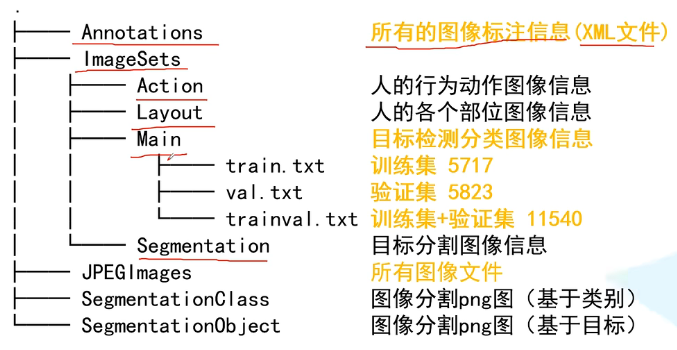 .
├── Annotations 所有的图像标注信息(XML文件)
├── ImageSets
│ ├── Action 人的行为动作图像信息
│ ├── Layout 人的各个部位图像信息
│ ├── Main 目标检测分类图像信息
│ │ ├── train.txt 训练集 5717
│ │ ├── val.txt 验证集 5823
│ │ └── trainval.txt 训练集+验证集 11540
│ └── Segmentation 目标分割图像信息
├── JPEGImages 所有图像文件
├── SegmentationClass 图像分割png图（基于类别）
└── SegmentationObject 图像分割png图（基于目标）